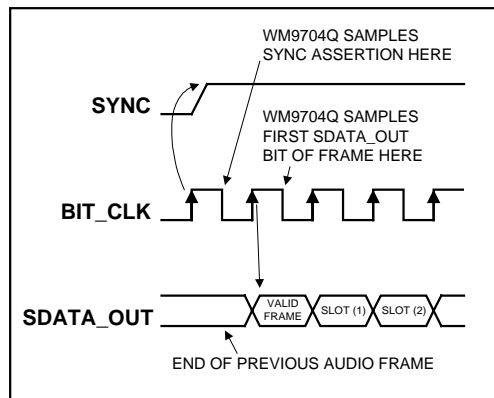 WM9704Q SAMPLES
SYNC ASSERTION HERE
SYNC
WM9704Q SAMPLES
FIRST SDATA_OUT
BIT OF FRAME HERE
BIT_CLK
SDATA_OUT
VALID
FRAME
SLOT (1)
SLOT (2)
END OF PREVIOUS AUDIO FRAME